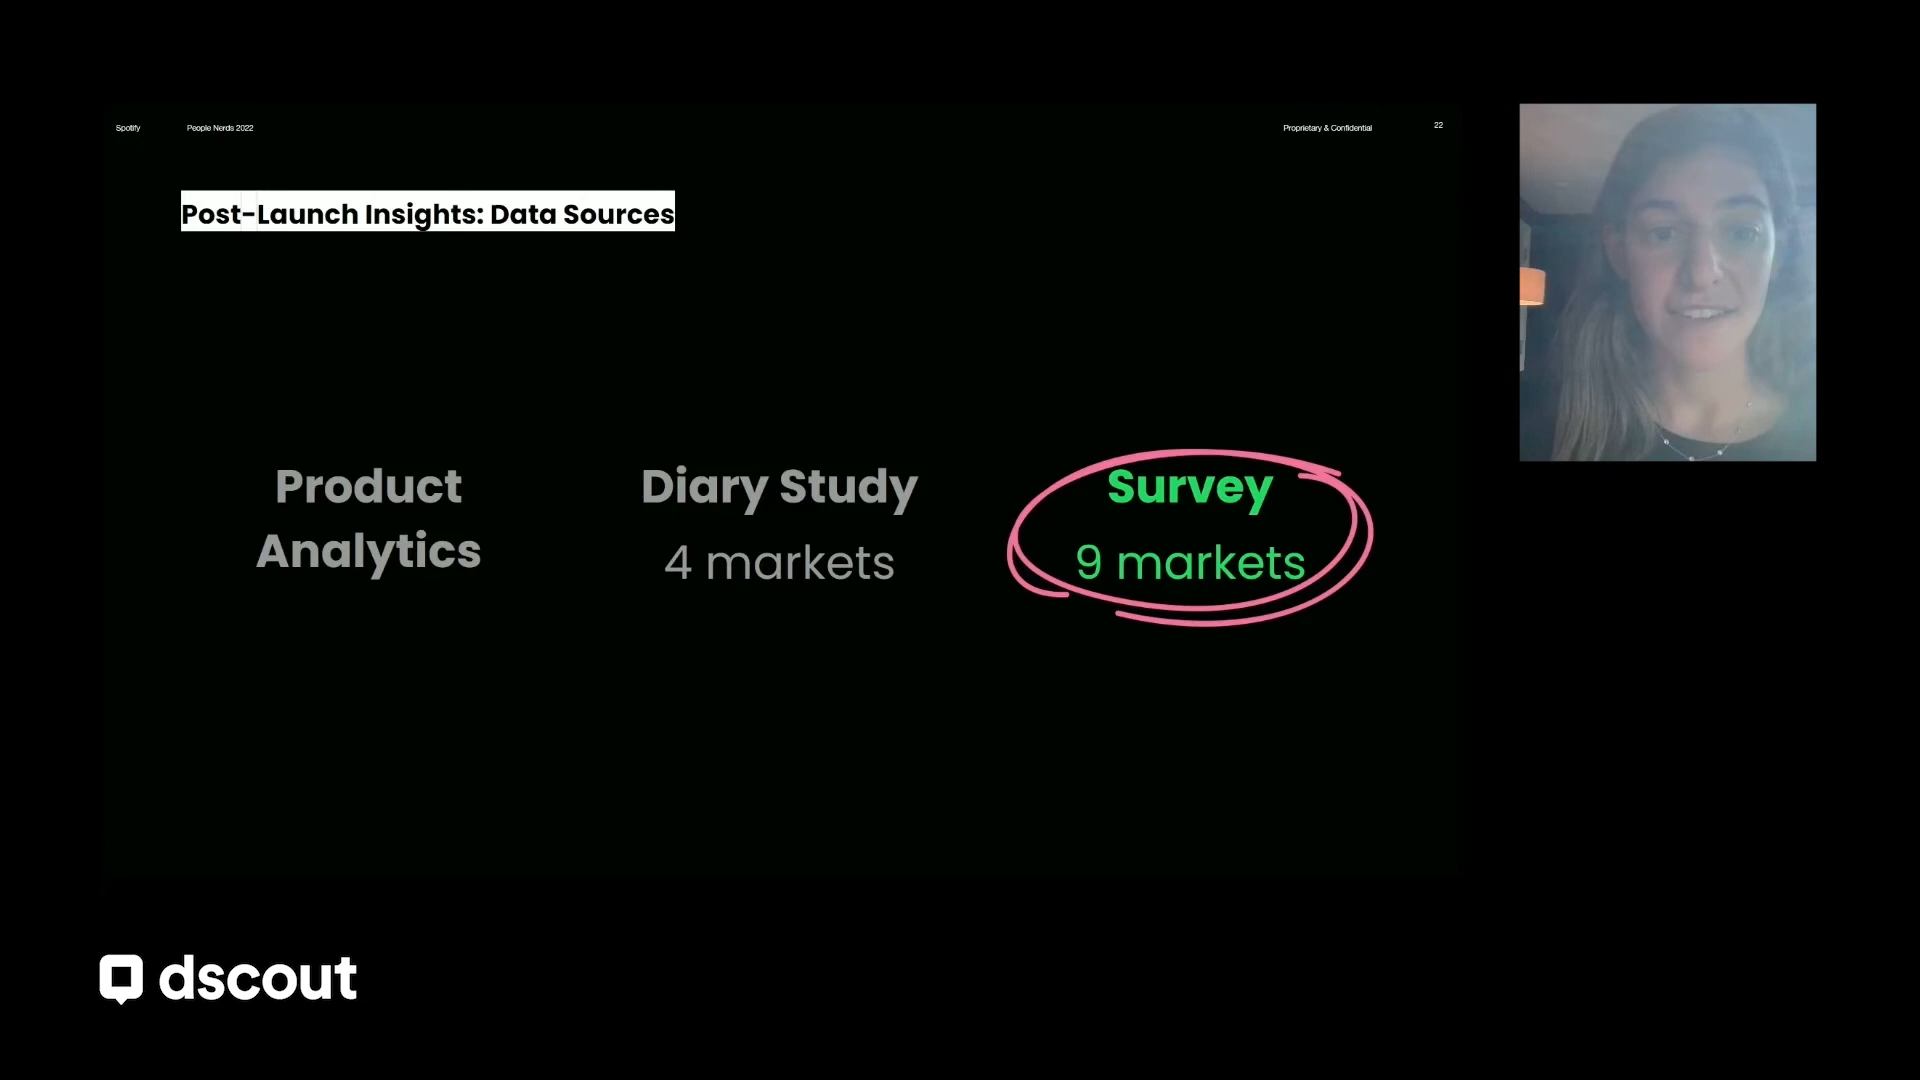 Spotify
People Nerds 2022
Proprietary & Confidential
22
Post-Launch Insights: Data Sources
Product
Analytics
Diary Study
4 markets
Survey
9 markets
dscout